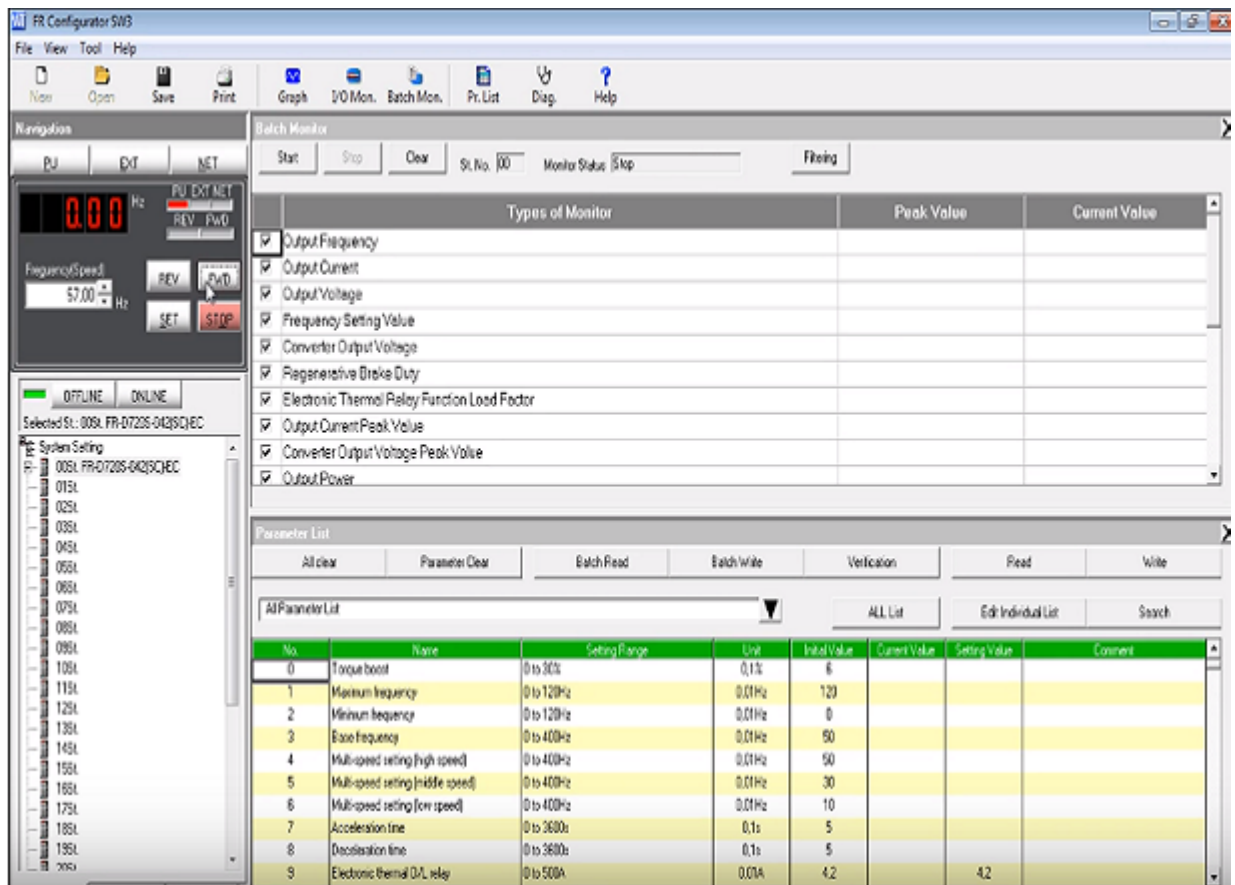 FR Configurator SW3
File View Tool Help
New Open Save Print Graph I/O Mon. Batch Mon. Pr. List Diag. Help
Navigation
PU EXT NET
0.00 Hz
PU EXT NET
REV FWD
Frequency(Speed)
57.00 Hz
REV FWD
SET STOP
OFFLINE ONLINE
Selected St.: 00St. FR-D720S-042(SC)-EC
System Setting
00St. FR-D720S-042(SC)-EC
01St.
02St.
03St.
04St.
05St.
06St.
07St.
08St.
09St.
10St.
11St.
12St.
13St.
14St.
15St.
16St.
17St.
18St.
19St.
20St.
Batch Monitor
Start Stop Clear St. No. 00 Monitor Status Stop Filtering
Types of Monitor Peak Value Current Value
Output Frequency
Output Current
Output Voltage
Frequency Setting Value
Converter Output Voltage
Regenerative Brake Duty
Electronic Thermal Relay Function Load Factor
Output Current Peak Value
Converter Output Voltage Peak Value
Output Power
Parameter List
All clear Parameter Clear Batch Read Batch Write Verification Read Write
All Parameter List ALL List Edit Individual List Search
No. Name Setting Range Unit Initial Value Current Value Setting Value Comment
0 Torque boost 0 to 30% 0,1% 6
1 Maximum frequency 0 to 120Hz 0,01Hz 120
2 Minimum frequency 0 to 120Hz 0,01Hz 0
3 Base frequency 0 to 400Hz 0,01Hz 50
4 Multi-speed setting (high speed) 0 to 400Hz 0,01Hz 50
5 Multi-speed setting (middle speed) 0 to 400Hz 0,01Hz 30
6 Multi-speed setting (low speed) 0 to 400Hz 0,01Hz 10
7 Acceleration time 0 to 3600s 0,1s 5
8 Deceleration time 0 to 3600s 0,1s 5
9 Electronic thermal O/L relay 0 to 500A 0,01A 4.2 4,2